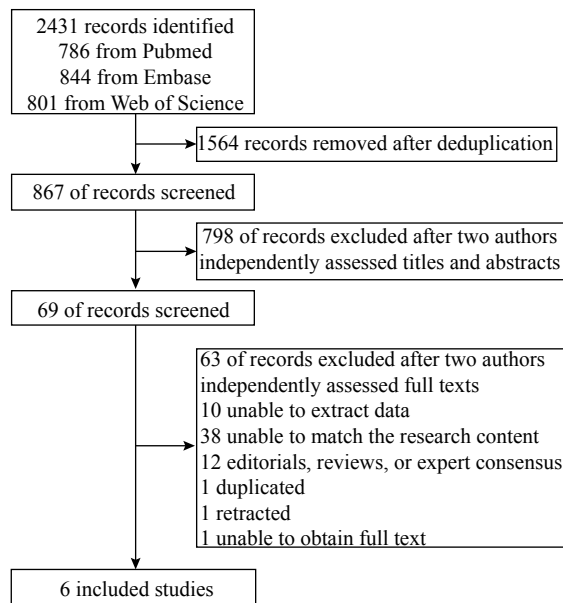 2431 records identified
786 from Pubmed
844 from Embase
801 from Web of Science
1564 records removed after deduplication
867 of records screened
798 of records excluded after two authors
independently assessed titles and abstracts
69 of records screened
63 of records excluded after two authors
independently assessed full texts
10 unable to extract data
38 unable to match the research content
12 editorials, reviews, or expert consensus
1 duplicated
1 retracted
1 unable to obtain full text
6 included studies